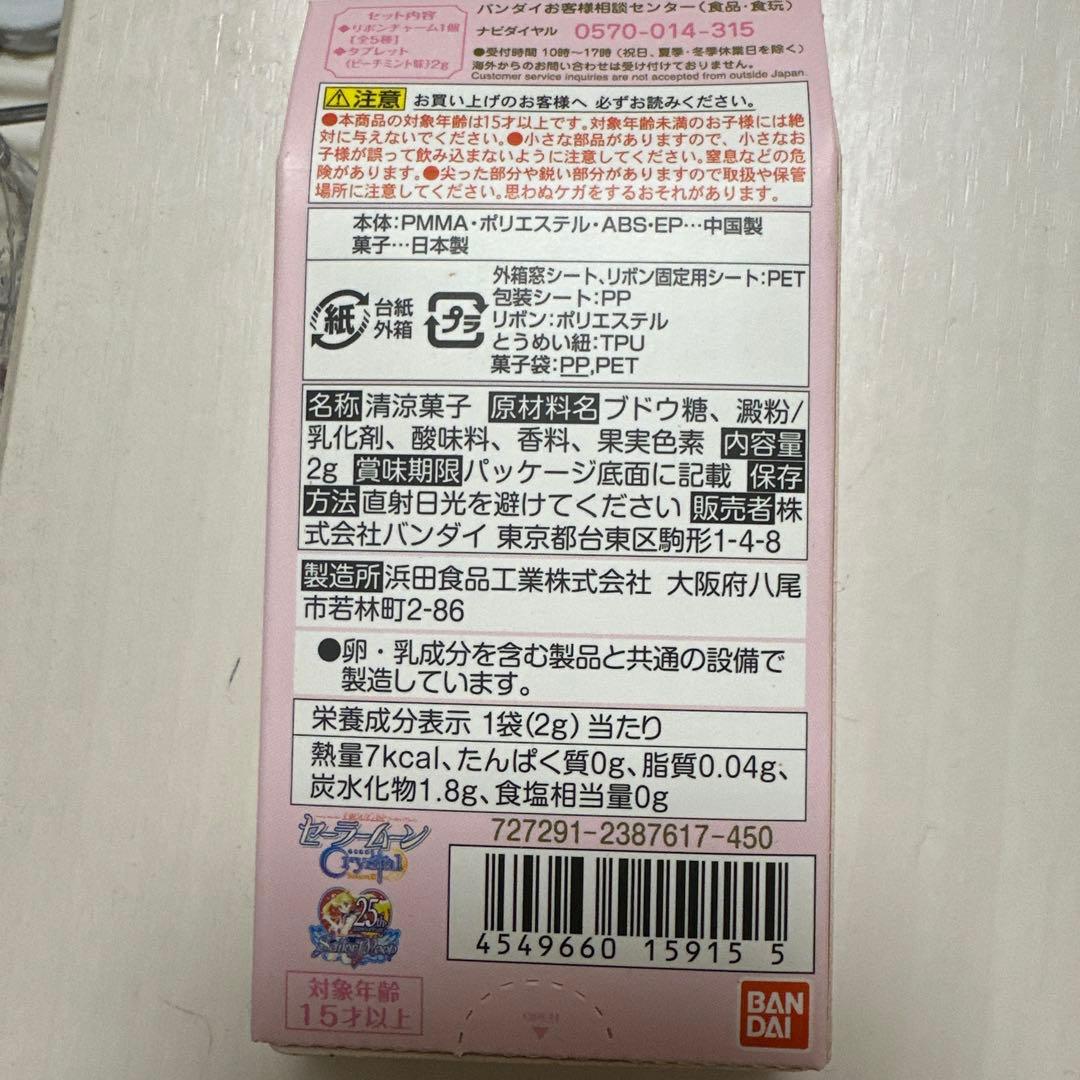 セット内容
◆リボンチャーム1個
［全5種］
◆タブレット
（ピーチミント味）2g
バンダイお客様相談センター（食品・食玩）
ナビダイヤル 0570-014-315
●受付時間 10時〜17時（祝日、夏季・冬季休業日を除く）
海外からのお問い合わせは受け付けておりません。
Customer service inquiries are not accepted from outside Japan.
⚠注意 お買い上げのお客様へ 必ずお読みください。
●本商品の対象年齢は15才以上です。対象年齢未満のお子様には絶
対に与えないでください。●小さな部品がありますので、小さなお
子様が誤って飲み込まないように注意してください。窒息などの危
険があります。●尖った部分や鋭い部分がありますので取扱や保管
場所に注意してください。思わぬケガをするおそれがあります。
本体：PMMA・ポリエステル・ABS・EP…中国製
菓子…日本製
紙 台紙
外箱
プラ
外箱窓シート、リボン固定用シート：PET
包装シート：PP
リボン：ポリエステル
とうめい紐：TPU
菓子袋：PP,PET
名称 清涼菓子 原材料名 ブドウ糖、澱粉/
乳化剤、酸味料、香料、果実色素 内容量
2g 賞味期限 パッケージ底面に記載 保存
方法 直射日光を避けてください 販売者 株
式会社バンダイ 東京都台東区駒形1-4-8
製造所 浜田食品工業株式会社 大阪府八尾
市若林町2-86
●卵・乳成分を含む製品と共通の設備で
製造しています。
栄養成分表示 1袋(2g)当たり
熱量7kcal、たんぱく質0g、脂質0.04g、
炭水化物1.8g、食塩相当量0g
セーラームーン
Crystal
727291-2387617-450
25th
Sailor Moon
4549660 15915 5
対象年齢
15才以上
OPEN
BAN
DAI